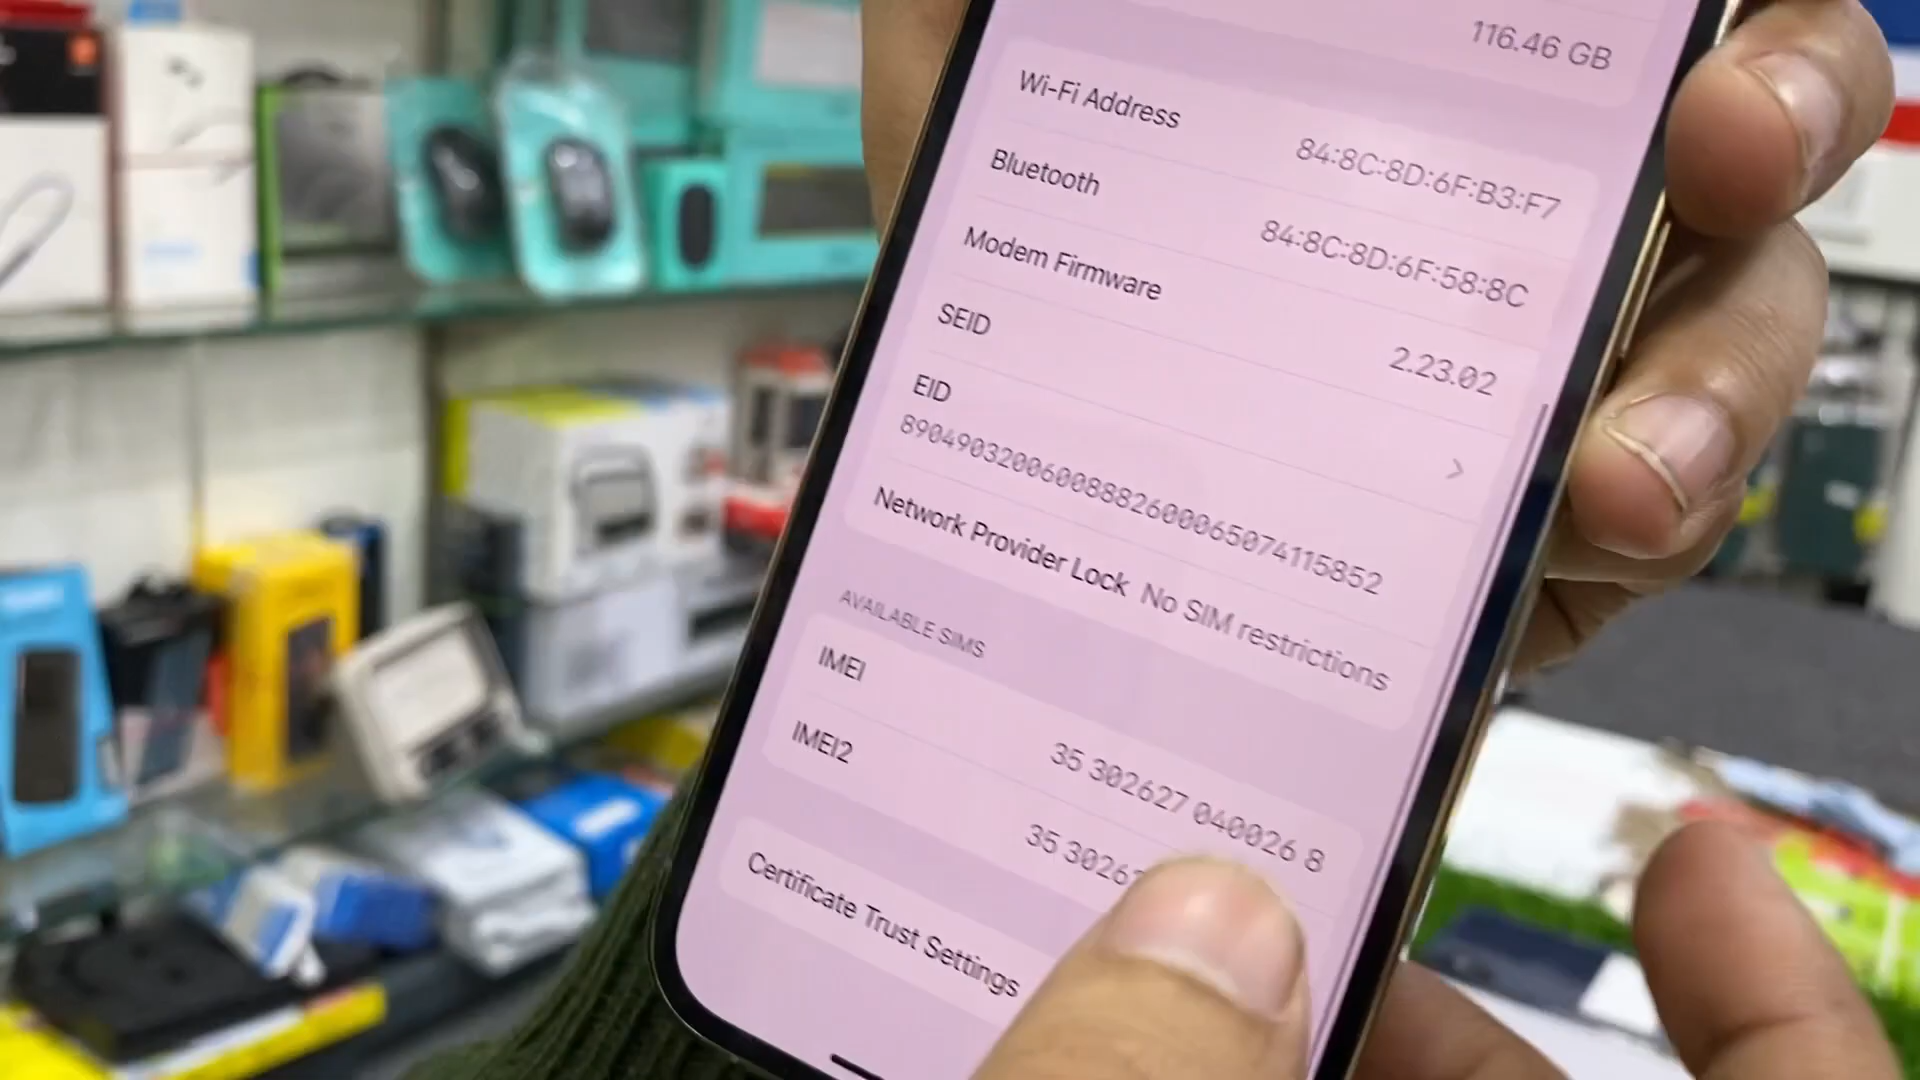 116.46 GB
Wi-Fi Address 84:8C:8D:6F:B3:F7
Bluetooth 84:8C:8D:6F:58:8C
Modem Firmware 2.23.02
SEID
EID
89049032006008882600065074115852
Network Provider Lock No SIM restrictions
AVAILABLE SIMS
IMEI 35 302627 040026 8
IMEI2 35 3026
Certificate Trust Settings